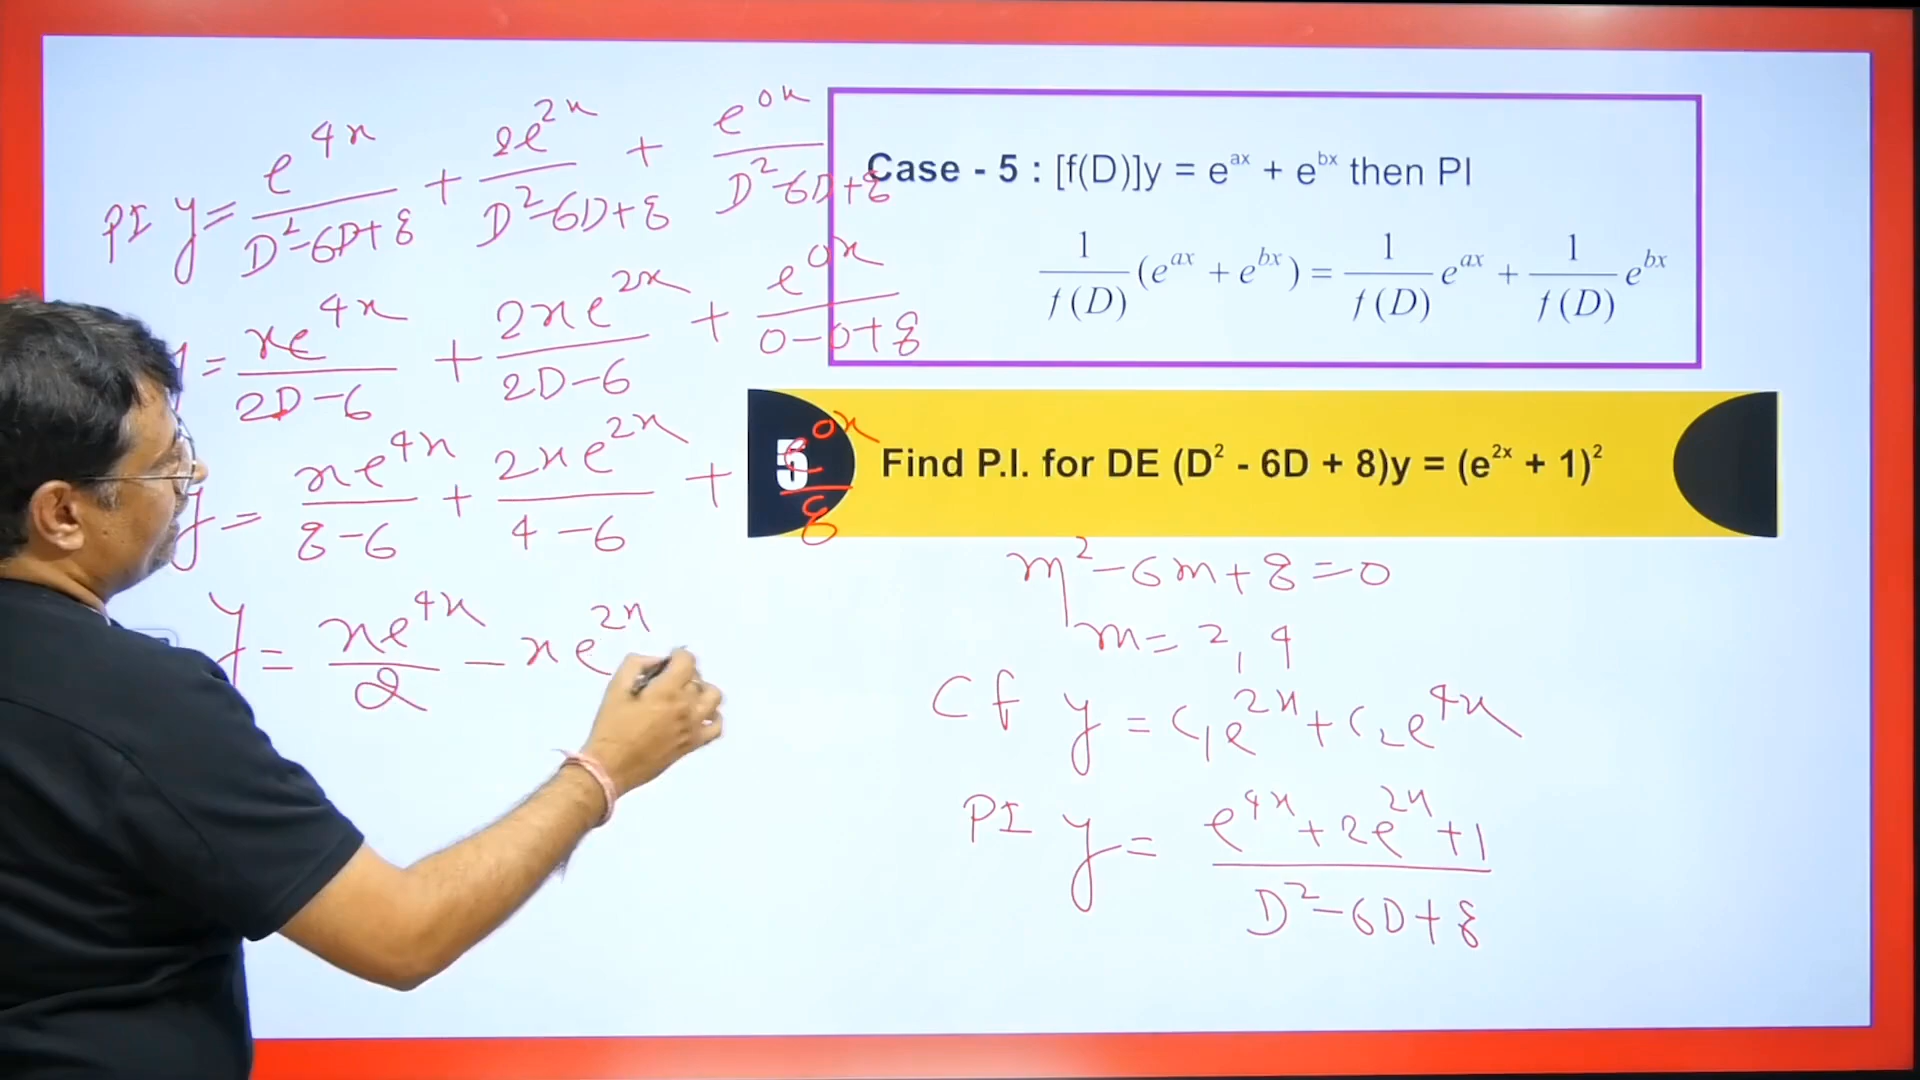 PI y = e^4x / D²-6D+8 + 2e^2x / D²-6D+8 + e^0x / D²-6D+8
y = xe^4x / 2D-6 + 2xe^2x / 2D-6 + e^0x / 0-0+8
y = xe^4x / 8-6 + 2xe^2x / 4-6 + e^0x / 8
y = xe^4x / 2 - xe^2x
Case - 5 : [f(D)]y = e^ax + e^bx then PI
1/f(D) (e^ax + e^bx) = 1/f(D) e^ax + 1/f(D) e^bx
5 Find P.I. for DE (D² - 6D + 8)y = (e^2x + 1)²
m²-6m+8=0
m= 2, 4
Cf y = c₁e^2x + c₂e^4x
PI y = e^4x+2e^2x+1 / D²-6D+8